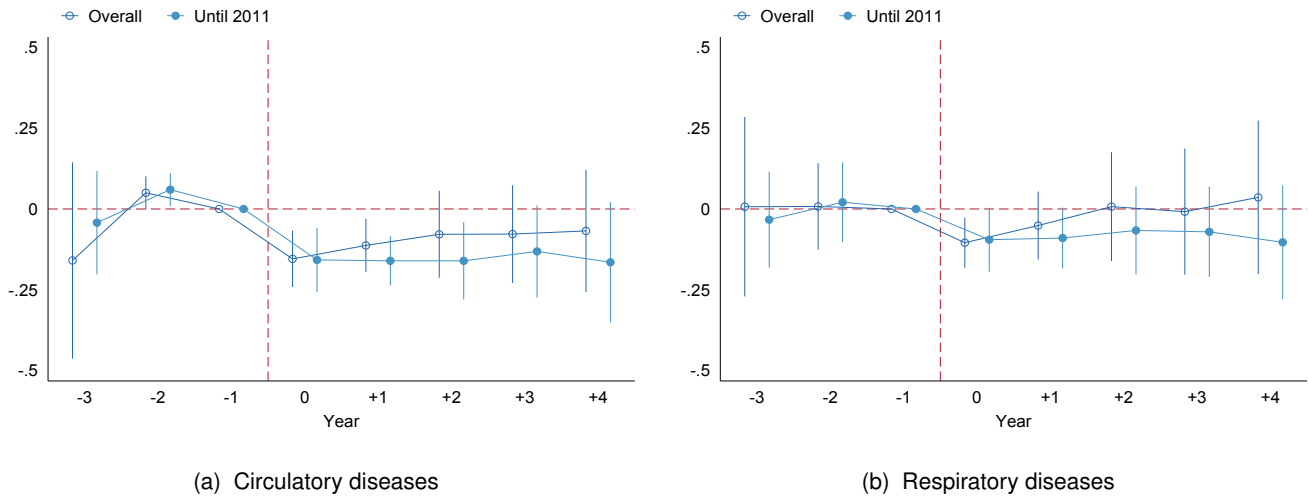 Overall Until 2011
.5
.25
0
-.25
-.5
-3 -2 -1 0 +1 +2 +3 +4
Year
(a) Circulatory diseases
Overall Until 2011
.5
.25
0
-.25
-.5
-3 -2 -1 0 +1 +2 +3 +4
Year
(b) Respiratory diseases